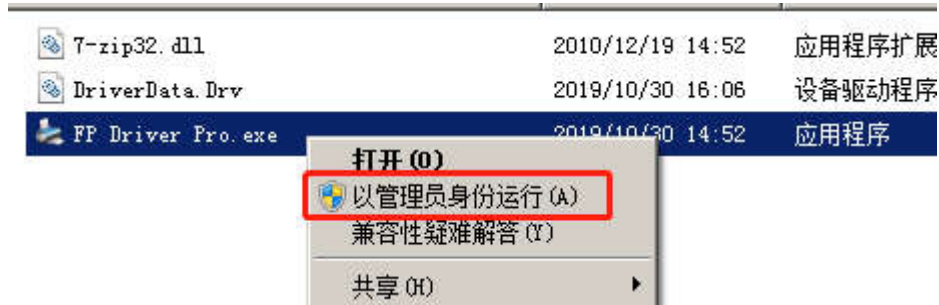 7-zip32.dll 2010/12/19 14:52 应用程序扩展
DriverData.Drv 2019/10/30 16:06 设备驱动程序
FP Driver Pro.exe 2019/10/30 14:52 应用程序
打开(O)
以管理员身份运行(A)
兼容性疑难解答(Y)
共享(H)